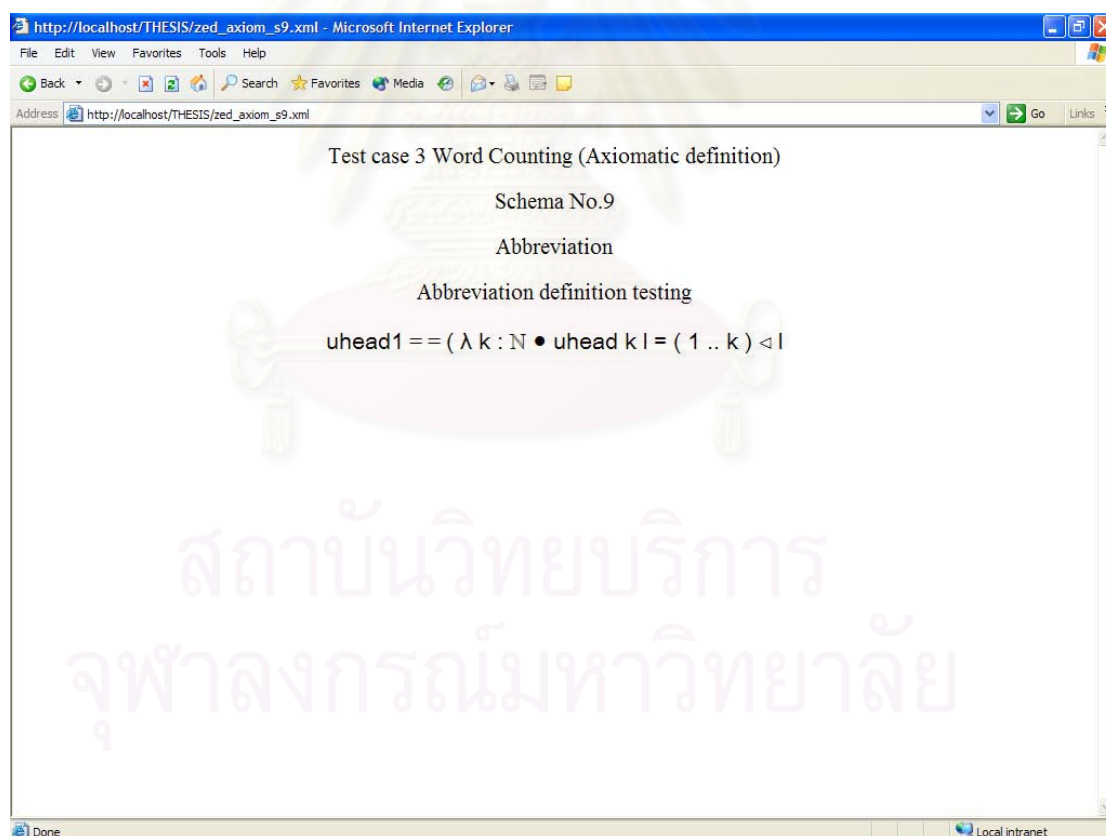 http://localhost/THESIS/zed_axiom_s9.xml - Microsoft Internet Explorer
File Edit View Favorites Tools Help
Back Search Favorites Media
Address http://localhost/THESIS/zed_axiom_s9.xml Go Links
Test case 3 Word Counting (Axiomatic definition)
Schema No.9
Abbreviation
Abbreviation definition testing
uhead1 = = ( λ k : ℕ ● uhead k l = ( 1 .. k ) ◁ l
สถาบันวิทยบริการ
จุฬาลงกรณ์มหาวิทยาลัย
Done Local intranet